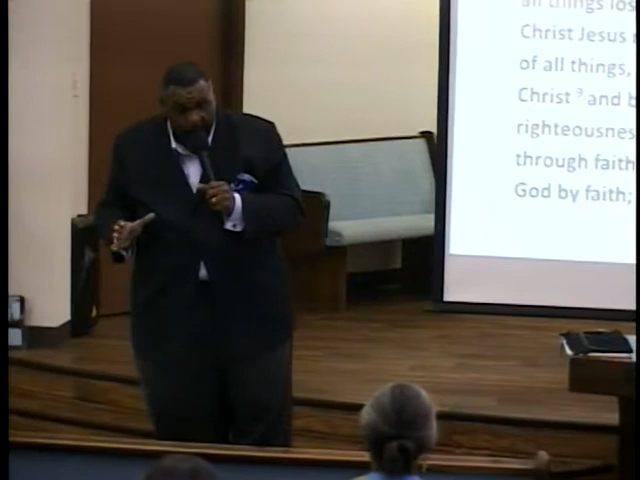 all things los
Christ Jesus
of all things,
Christ ⁹ and b
righteousnes
through faith
God by faith;